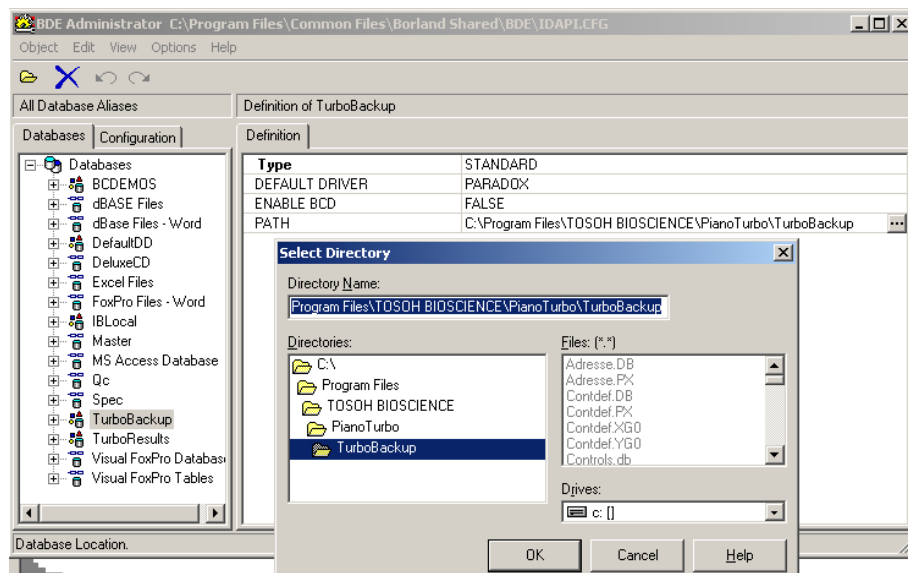 BDE Administrator C:\Program Files\Common Files\Borland Shared\BDE\IDAPI.CFG
Object Edit View Options Help
All Database Aliases
Definition of TurboBackup
Databases Configuration
Definition
Databases
BCDEMOS
dBASE Files
dBase Files - Word
DefaultDD
DeluxeCD
Excel Files
FoxPro Files - Word
IBLocal
Master
MS Access Database
Qc
Spec
TurboBackup
TurboResults
Visual FoxPro Databas
Visual FoxPro Tables
Type STANDARD
DEFAULT DRIVER PARADOX
ENABLE BCD FALSE
PATH C:\Program Files\TOSOH BIOSCIENCE\PianoTurbo\TurboBackup ...
Select Directory
Directory Name:
Program Files\TOSOH BIOSCIENCE\PianoTurbo\TurboBackup
Directories:
C:\
Program Files
TOSOH BIOSCIENCE
PianoTurbo
TurboBackup
Files: (*.*)
Adresse.DB
Adresse.PX
Contdef.DB
Contdef.PX
Contdef.XG0
Contdef.YG0
Controls.db
Drives:
c: []
OK Cancel Help
Database Location.